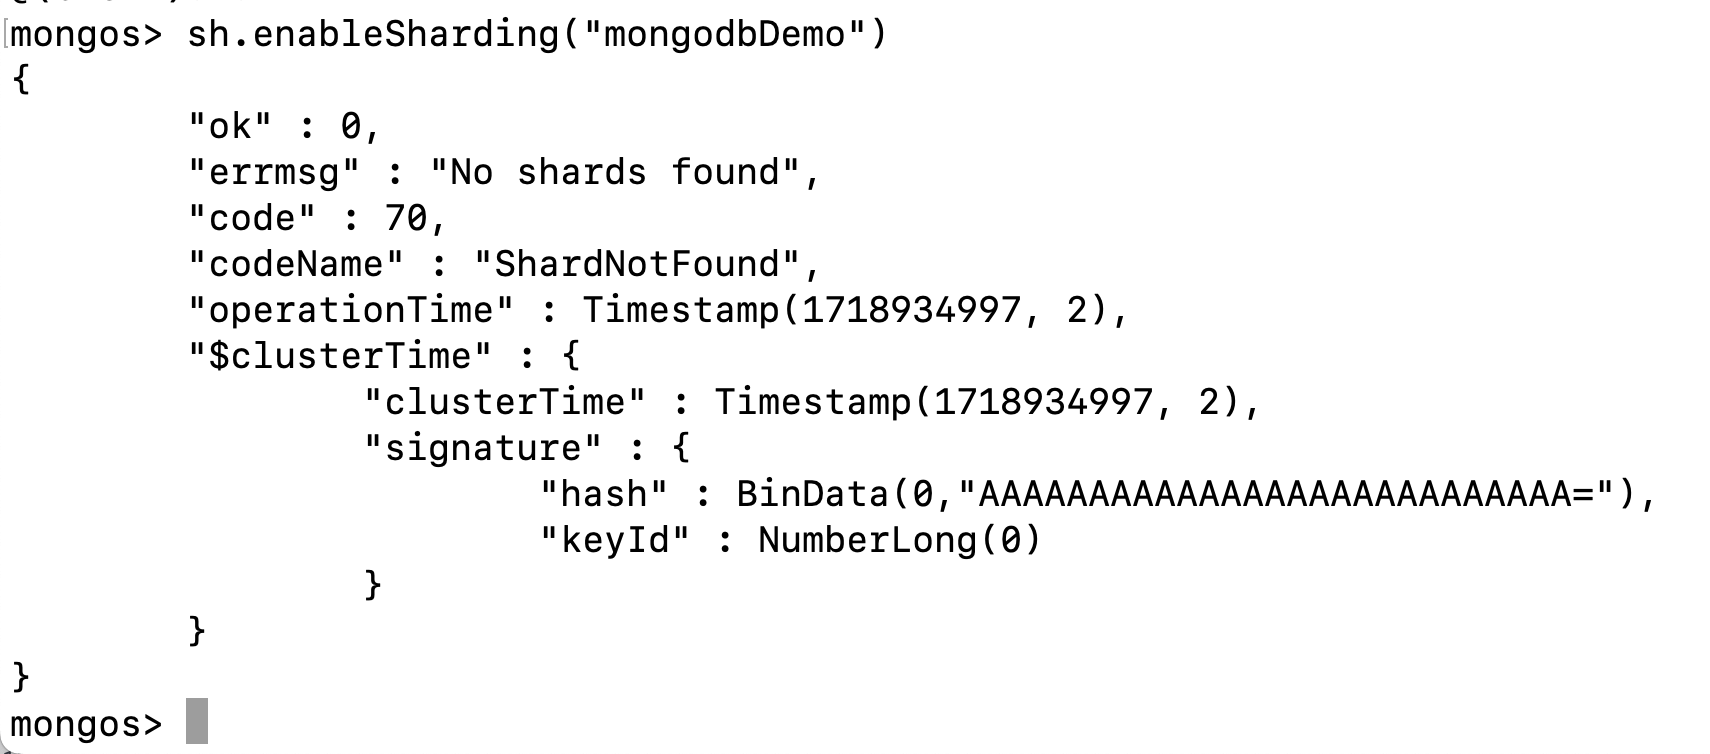 mongos> sh.enableSharding("mongodbDemo")
{
        "ok" : 0,
        "errmsg" : "No shards found",
        "code" : 70,
        "codeName" : "ShardNotFound",
        "operationTime" : Timestamp(1718934997, 2),
        "$clusterTime" : {
                "clusterTime" : Timestamp(1718934997, 2),
                "signature" : {
                        "hash" : BinData(0,"AAAAAAAAAAAAAAAAAAAAAAAAAAA="),
                        "keyId" : NumberLong(0)
                }
        }
}
mongos>